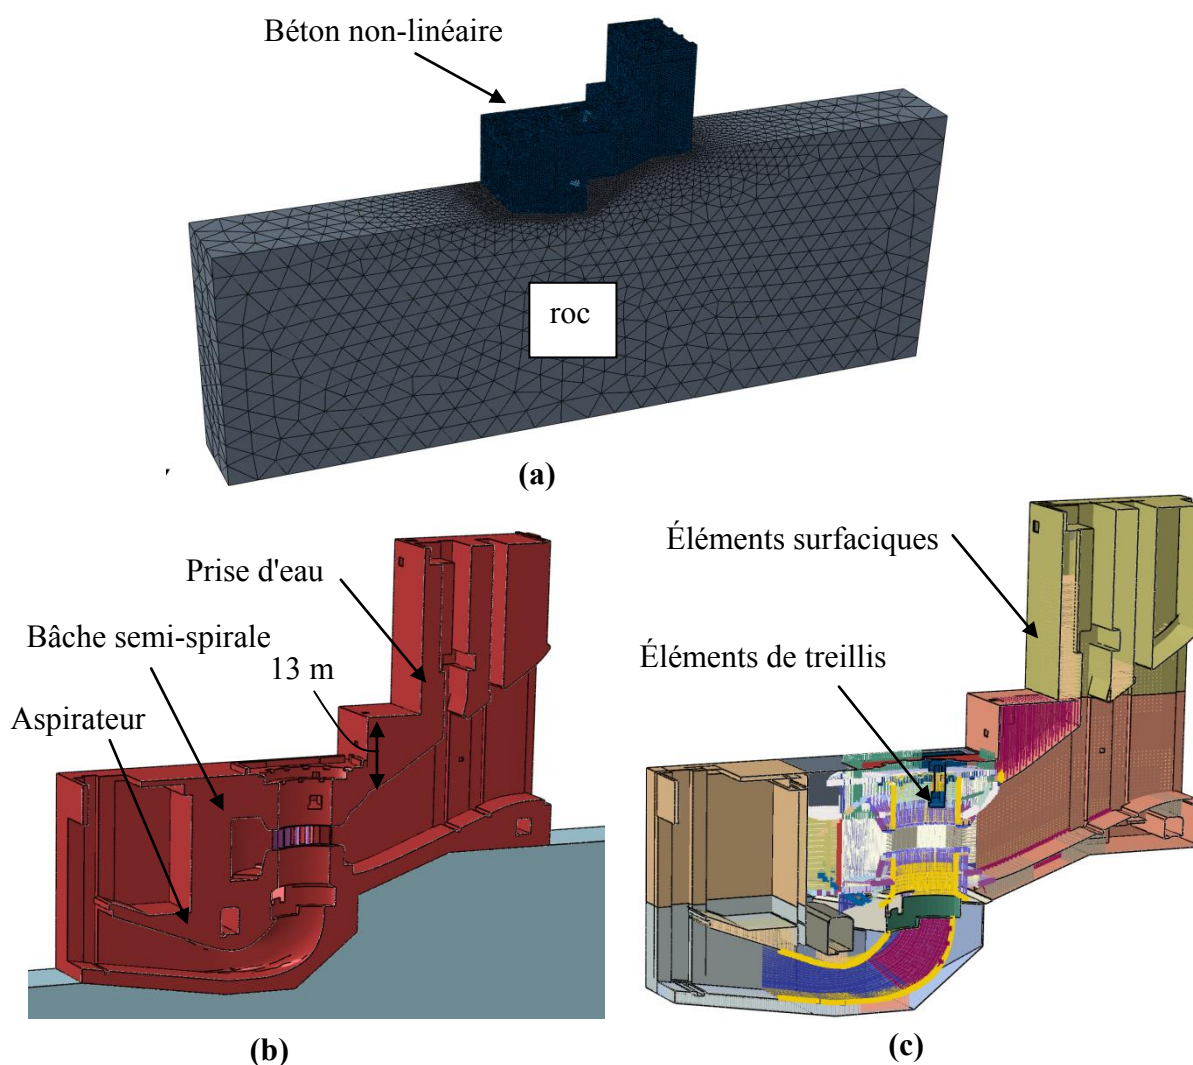 Béton non-linéaire
roc
(a)
Prise d'eau
Bâche semi-spirale
13 m
Aspirateur
(b)
Éléments surfaciques
Éléments de treillis
(c)